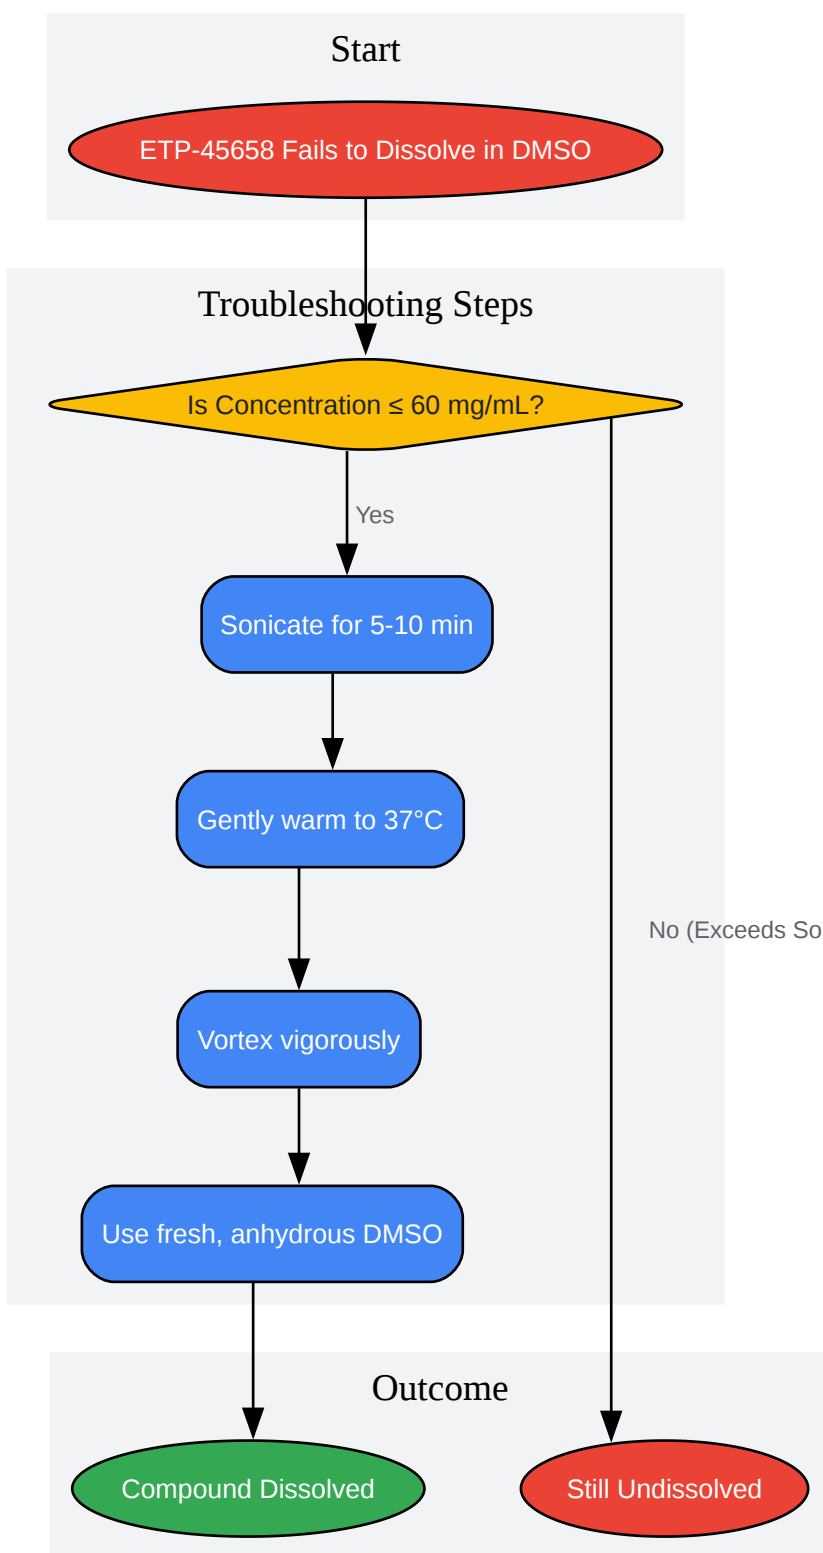 Start
ETP-45658 Fails to Dissolve in DMSO
Troubleshooting Steps
Is Concentration ≤ 60 mg/mL?
Yes
Sonicate for 5-10 min
Gently warm to 37°C
No (Exceeds So
Vortex vigorously
Use fresh, anhydrous DMSO
Outcome
Compound Dissolved
Still Undissolved